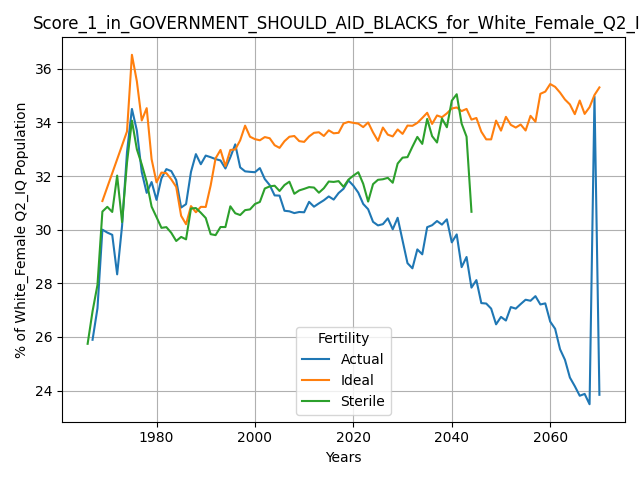 Score_1_in_GOVERNMENT_SHOULD_AID_BLACKS_for_White_Female_Q2_I
% of White_Female Q2_IQ Population
36
34
32
30
28
26
24
Fertility
Actual
Ideal
Sterile
1980 2000 2020 2040 2060
Years